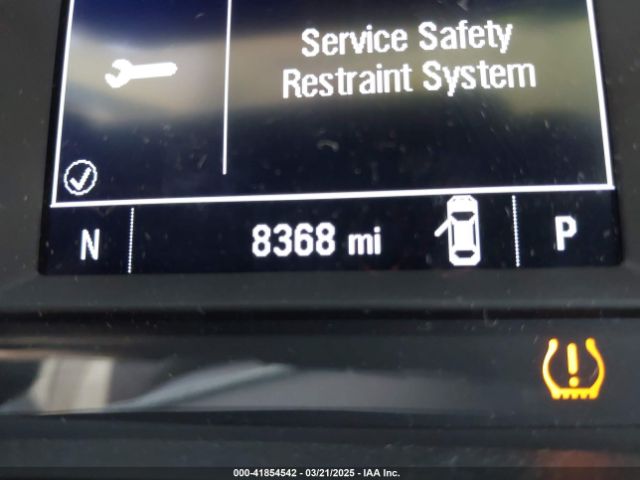 Service Safety
Restraint System
N 8368 mi P
000-41854542 - 03/21/2025 - IAA Inc.